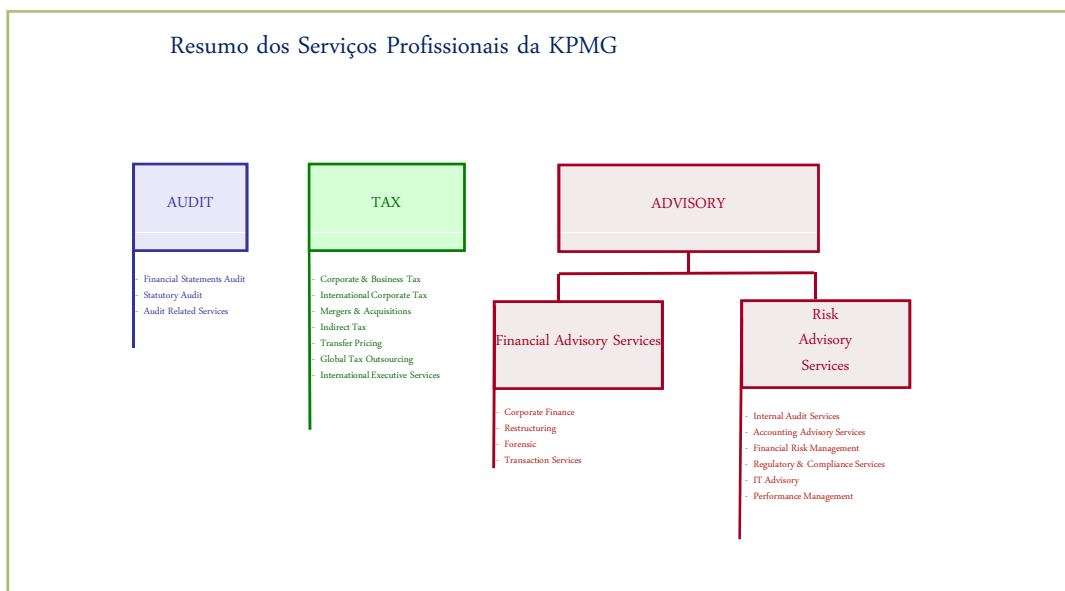 Resumo dos Serviços Profissionais da KPMG
AUDIT
- Financial Statements Audit
- Statutory Audit
- Audit Related Services
TAX
- Corporate & Business Tax
- International Corporate Tax
- Mergers & Acquisitions
- Indirect Tax
- Transfer Pricing
- Global Tax Outsourcing
- International Executive Services
ADVISORY
Financial Advisory Services
- Corporate Finance
- Restructuring
- Forensic
- Transaction Services
Risk
Advisory
Services
- Internal Audit Services
- Accounting Advisory Services
- Financial Risk Management
- Regulatory & Compliance Services
- IT Advisory
- Performance Management